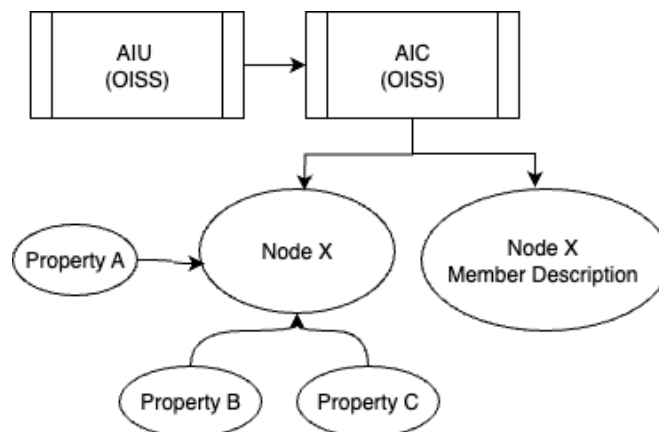 AIU
(OISS)
AIC
(OISS)
Property A
Node X
Node X
Member Description
Property B
Property C